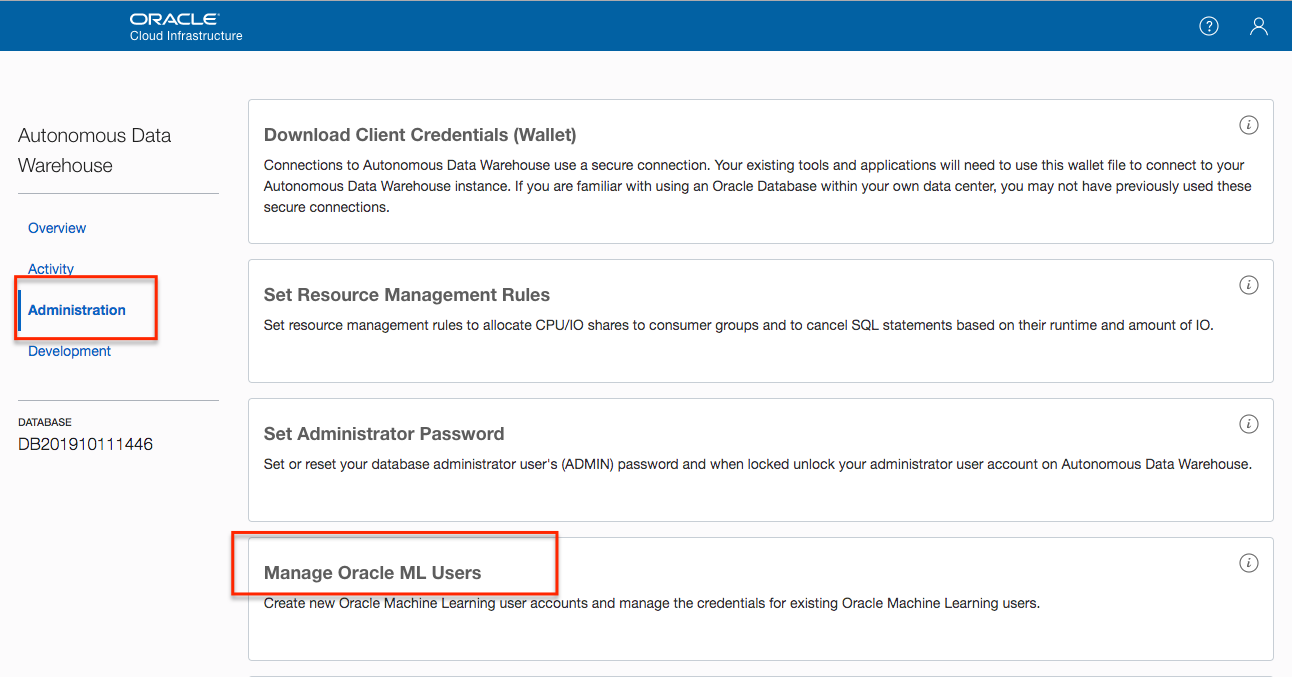 ORACLE
Cloud Infrastructure
Autonomous Data
Warehouse
Overview
Activity
Administration
Development
DATABASE
DB201910111446
Download Client Credentials (Wallet)
Connections to Autonomous Data Warehouse use a secure connection. Your existing tools and applications will need to use this wallet file to connect to your
Autonomous Data Warehouse instance. If you are familiar with using an Oracle Database within your own data center, you may not have previously used these
secure connections.
Set Resource Management Rules
Set resource management rules to allocate CPU/IO shares to consumer groups and to cancel SQL statements based on their runtime and amount of IO.
Set Administrator Password
Set or reset your database administrator user's (ADMIN) password and when locked unlock your administrator user account on Autonomous Data Warehouse.
Manage Oracle ML Users
Create new Oracle Machine Learning user accounts and manage the credentials for existing Oracle Machine Learning users.